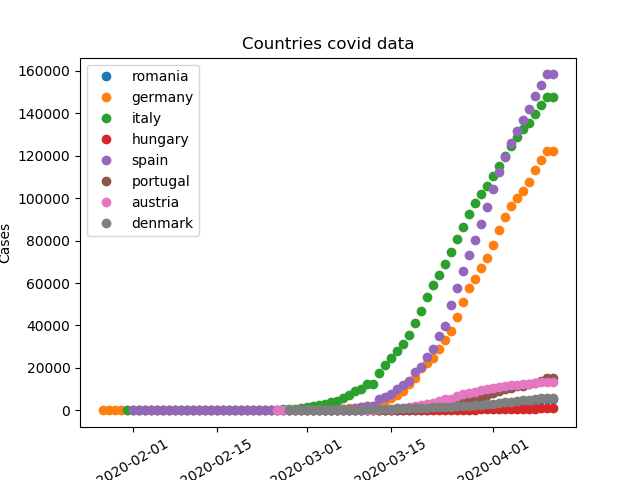 Countries covid data
160000
140000
120000
100000
80000
60000
40000
20000
0
Cases
romania
germany
italy
hungary
spain
portugal
austria
denmark
2020-02-01
2020-02-15
2020-03-01
2020-03-15
2020-04-01